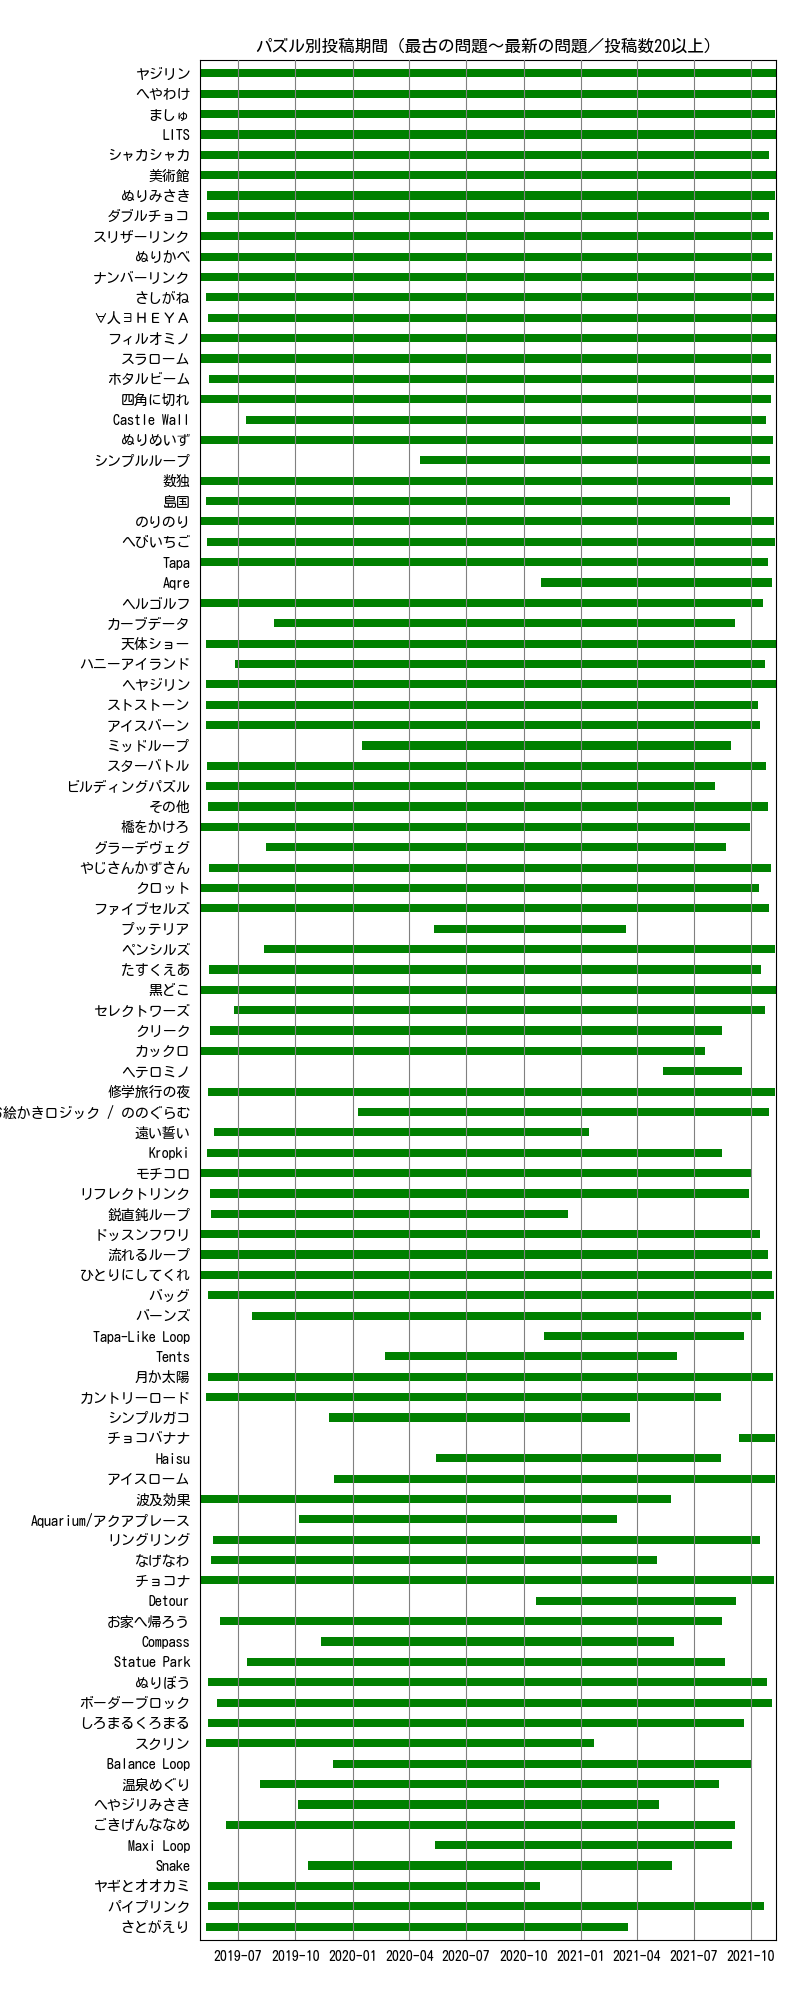 パズル別投稿期間（最古の問題～最新の問題／投稿数20以上）
ヤジリン
へやわけ
ましゅ
LITS
シャカシャカ
美術館
ぬりみさき
ダブルチョコ
スリザーリンク
ぬりかべ
ナンバーリンク
さしがね
∀人∃ＨＥＹＡ
フィルオミノ
スラローム
ホタルビーム
四角に切れ
Castle Wall
ぬりめいず
シンプルループ
数独
島国
のりのり
へびいちご
Tapa
Aqre
ヘルゴルフ
カーブデータ
天体ショー
ハニーアイランド
ヘヤジリン
ストストーン
アイスバーン
ミッドループ
スターバトル
ビルディングパズル
その他
橋をかけろ
グラーデヴェグ
やじさんかずさん
クロット
ファイブセルズ
プッテリア
ペンシルズ
たすくえあ
黒どこ
セレクトワーズ
クリーク
カックロ
ヘテロミノ
修学旅行の夜
絵かきロジック / ののぐらむ
遠い誓い
Kropki
モチコロ
リフレクトリンク
鋭直鈍ループ
ドッスンフワリ
流れるループ
ひとりにしてくれ
バッグ
バーンズ
Tapa-Like Loop
Tents
月か太陽
カントリーロード
シンプルガコ
チョコバナナ
Haisu
アイスローム
波及効果
Aquarium/アクアプレース
リングリング
なげなわ
チョコナ
Detour
お家へ帰ろう
Compass
Statue Park
ぬりぼう
ボーダーブロック
しろまるくろまる
スクリン
Balance Loop
温泉めぐり
へやジリみさき
ごきげんななめ
Maxi Loop
Snake
ヤギとオオカミ
パイプリンク
さとがえり
2019-07 2019-10 2020-01 2020-04 2020-07 2020-10 2021-01 2021-04 2021-07 2021-10